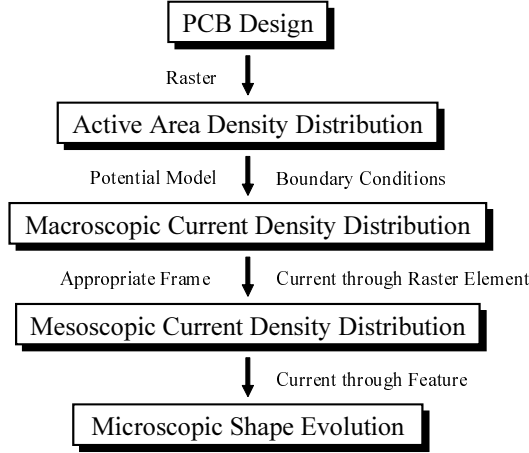 PCB Design
Raster
Active Area Density Distribution
Potential Model Boundary Conditions
Macroscopic Current Density Distribution
Appropriate Frame Current through Raster Element
Mesoscopic Current Density Distribution
Current through Feature
Microscopic Shape Evolution